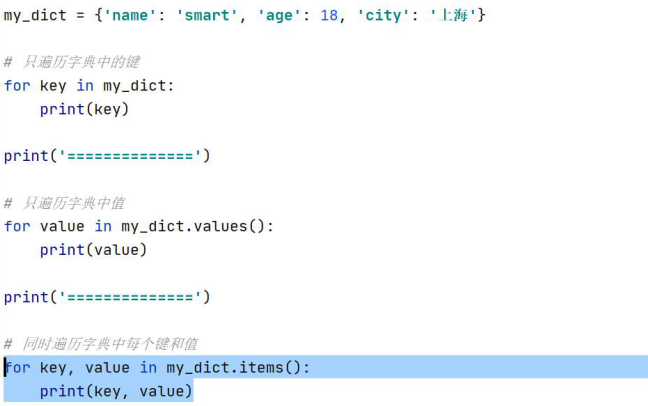 my_dict = {'name': 'smart', 'age': 18, 'city': '上海'}
# 只遍历字典中的键
for key in my_dict:
    print(key)
print('==============')
# 只遍历字典中值
for value in my_dict.values():
    print(value)
print('==============')
# 同时遍历字典中每个键和值
for key, value in my_dict.items():
    print(key, value)